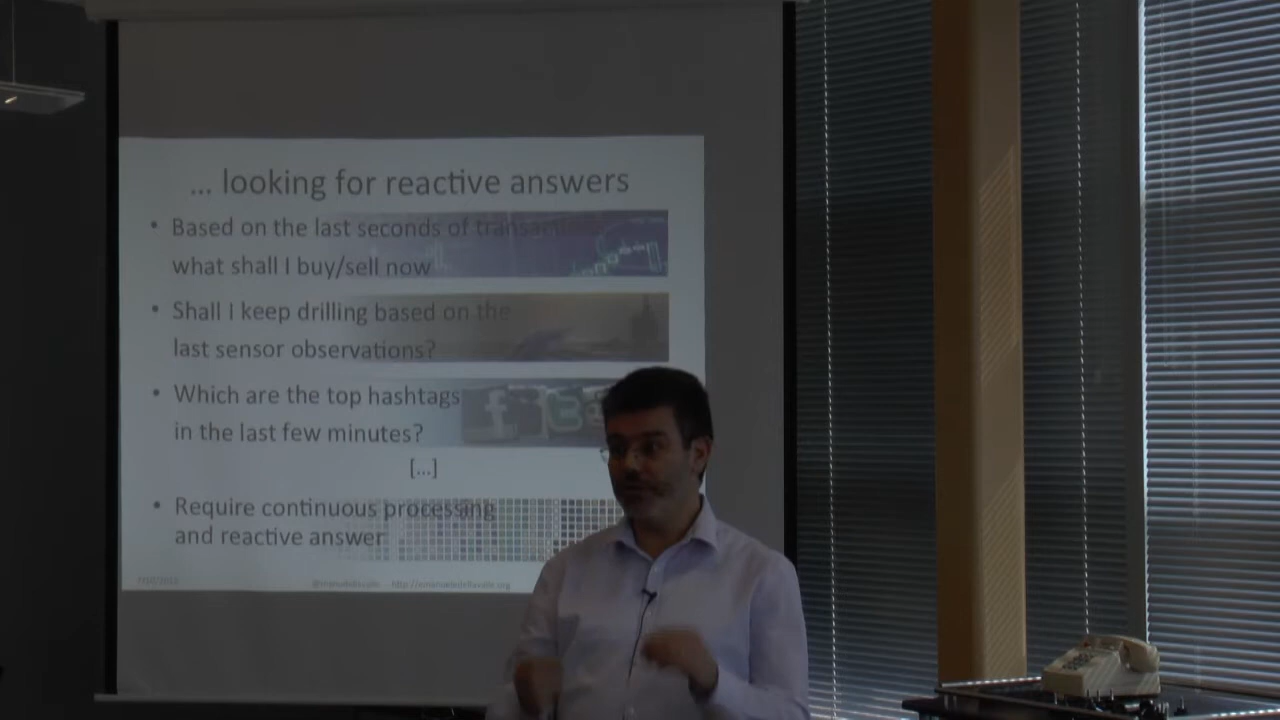 ... looking for reactive answers
• Based on the last seconds of
what shall I buy/sell now
• Shall I keep drilling based on the
last sensor observations?
• Which are the top hashtags
in the last few minutes?
[...]
• Require continuous processing
and reactive answer